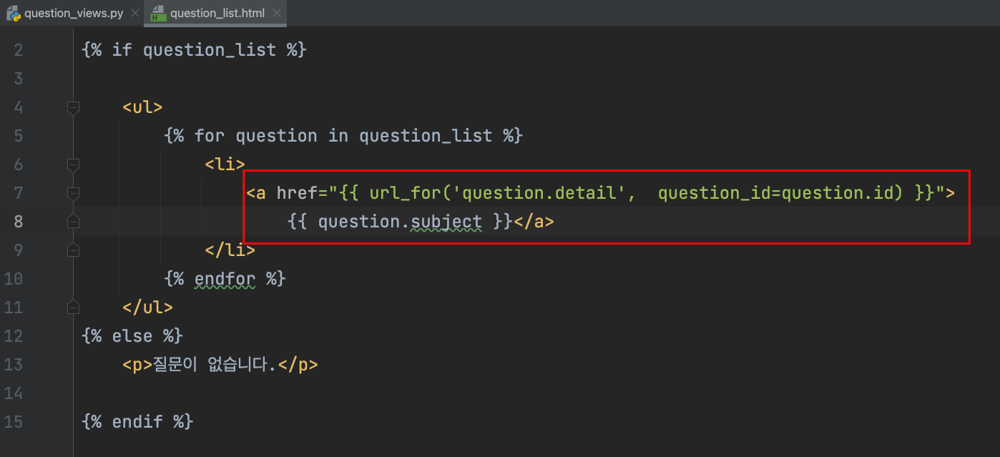 question_views.py question_list.html
2 {% if question_list %}
3
4 <ul>
5 {% for question in question_list %}
6 <li>
7 <a href="{{ url_for('question.detail',  question_id=question.id) }}">
8 {{ question.subject }}</a>
9 </li>
10 {% endfor %}
11 </ul>
12 {% else %}
13 <p>질문이 없습니다.</p>
14
15 {% endif %}